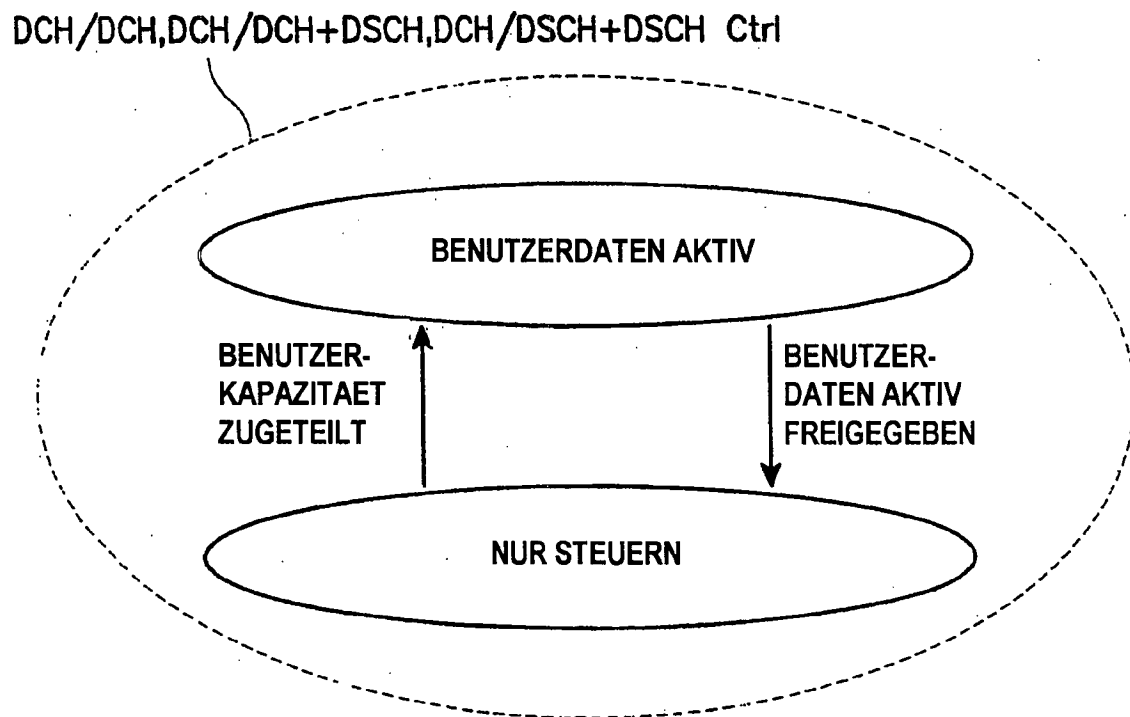 DCH/DCH,DCH/DCH+DSCH,DCH/DSCH+DSCH Ctrl
BENUTZERDATEN AKTIV
BENUTZER-
KAPAZITAET
ZUGETEILT
BENUTZER-
DATEN AKTIV
FREIGEGEBEN
NUR STEUERN